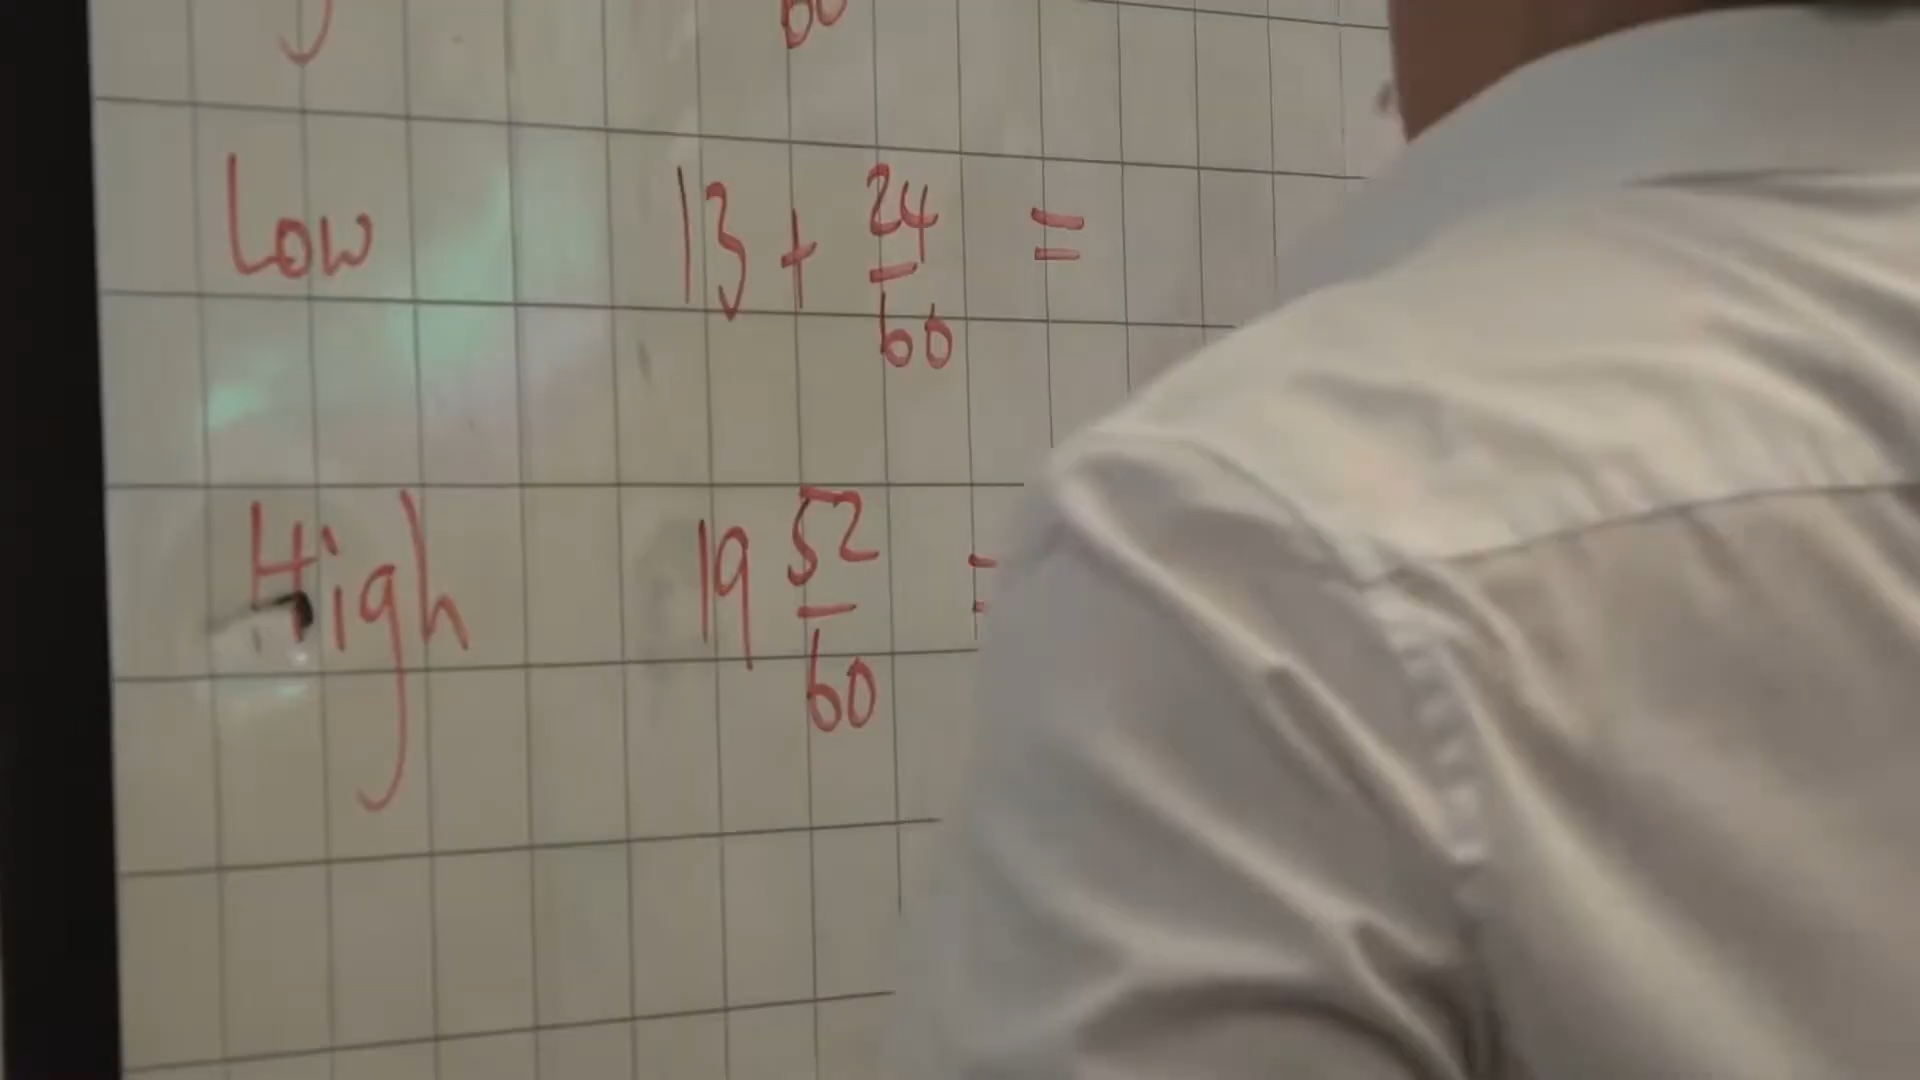 60
Low 13 + 24/60 =
High 19 52/60 =